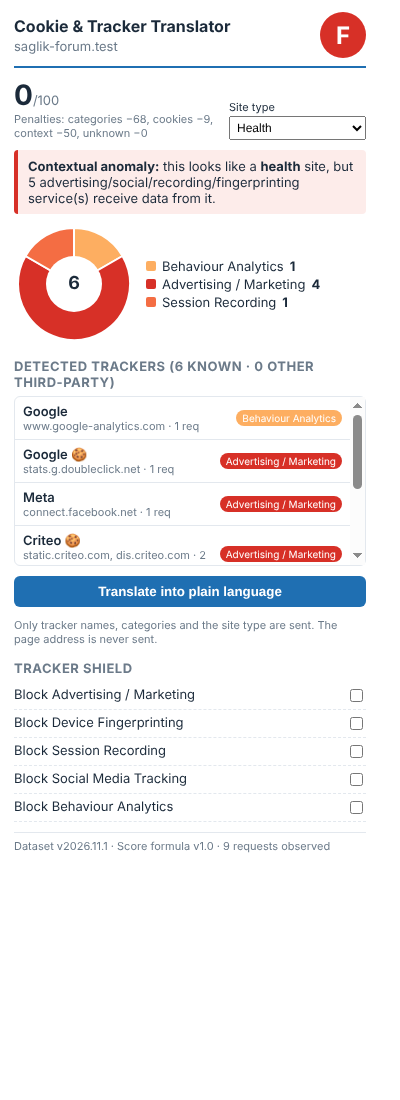 Cookie & Tracker Translator
saglik-forum.test
F
0/100
Penalties: categories −68, cookies −9,
context −50, unknown −0
Site type
Health
Contextual anomaly: this looks like a health site, but
5 advertising/social/recording/fingerprinting
service(s) receive data from it.
6
Behaviour Analytics 1
Advertising / Marketing 4
Session Recording 1
DETECTED TRACKERS (6 KNOWN · 0 OTHER
THIRD-PARTY)
Google
www.google-analytics.com · 1 req
Behaviour Analytics
Google 🍪
stats.g.doubleclick.net · 1 req
Advertising / Marketing
Meta
connect.facebook.net · 1 req
Advertising / Marketing
Criteo 🍪
static.criteo.com, dis.criteo.com · 2
Advertising / Marketing
Translate into plain language
Only tracker names, categories and the site type are sent. The
page address is never sent.
TRACKER SHIELD
Block Advertising / Marketing
Block Device Fingerprinting
Block Session Recording
Block Social Media Tracking
Block Behaviour Analytics
Dataset v2026.11.1 · Score formula v1.0 · 9 requests observed